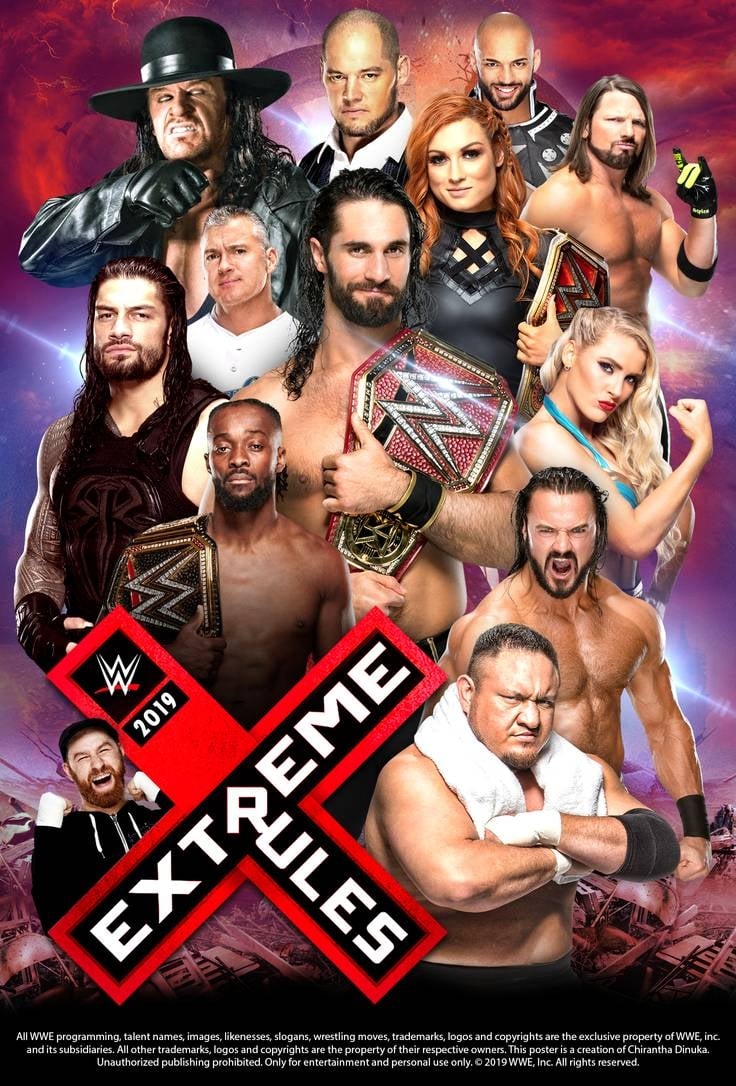 W
2019
EXTREME
RULES
All WWE programming, talent names, images, likenesses, slogans, wrestling moves, trademarks, logos and copyrights are the exclusive property of WWE, inc.
and its subsidiaries. All other trademarks, logos and copyrights are the property of their respective owners. This poster is a creation of Chirantha Dinuka.
Unauthorized publishing prohibited. Only for entertainment and personal use only. © 2019 WWE, Inc. All rights reserved.